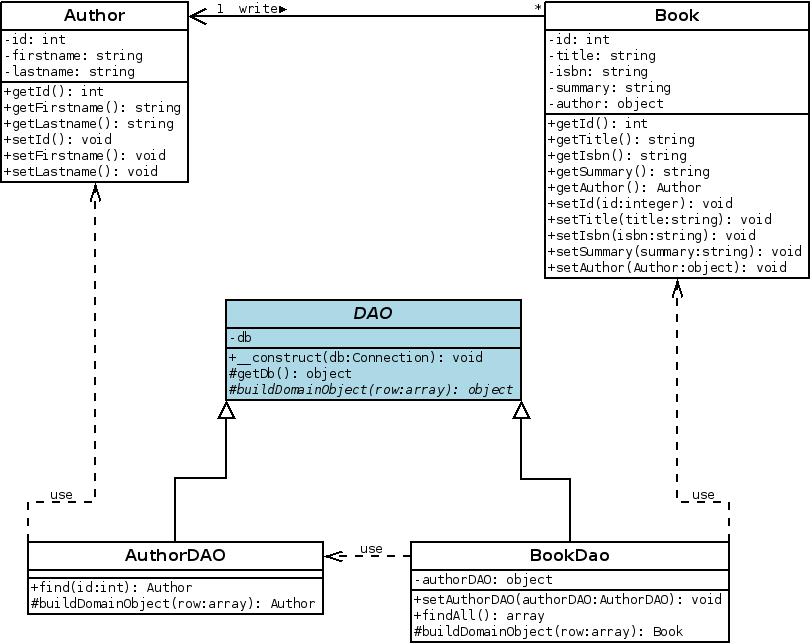 Author
-id: int
-firstname: string
-lastname: string
+getId(): int
+getFirstname(): string
+getLastname(): string
+setId(): void
+setFirstname(): void
+setLastname(): void
1 write▶ *
Book
-id: int
-title: string
-isbn: string
-summary: string
-author: object
+getId(): int
+getTitle(): string
+getIsbn(): string
+getSummary(): string
+getAuthor(): Author
+setId(id:integer): void
+setTitle(title:string): void
+setIsbn(isbn:string): void
+setSummary(summary:string): void
+setAuthor(Author:object): void
DAO
-db
+__construct(db:Connection): void
#getDb(): object
#buildDomainObject(row:array): object
use
use
AuthorDAO
+find(id:int): Author
#buildDomainObject(row:array): Author
use
BookDao
-authorDAO: object
+setAuthorDAO(authorDAO:AuthorDAO): void
+findAll(): array
#buildDomainObject(row:array): Book